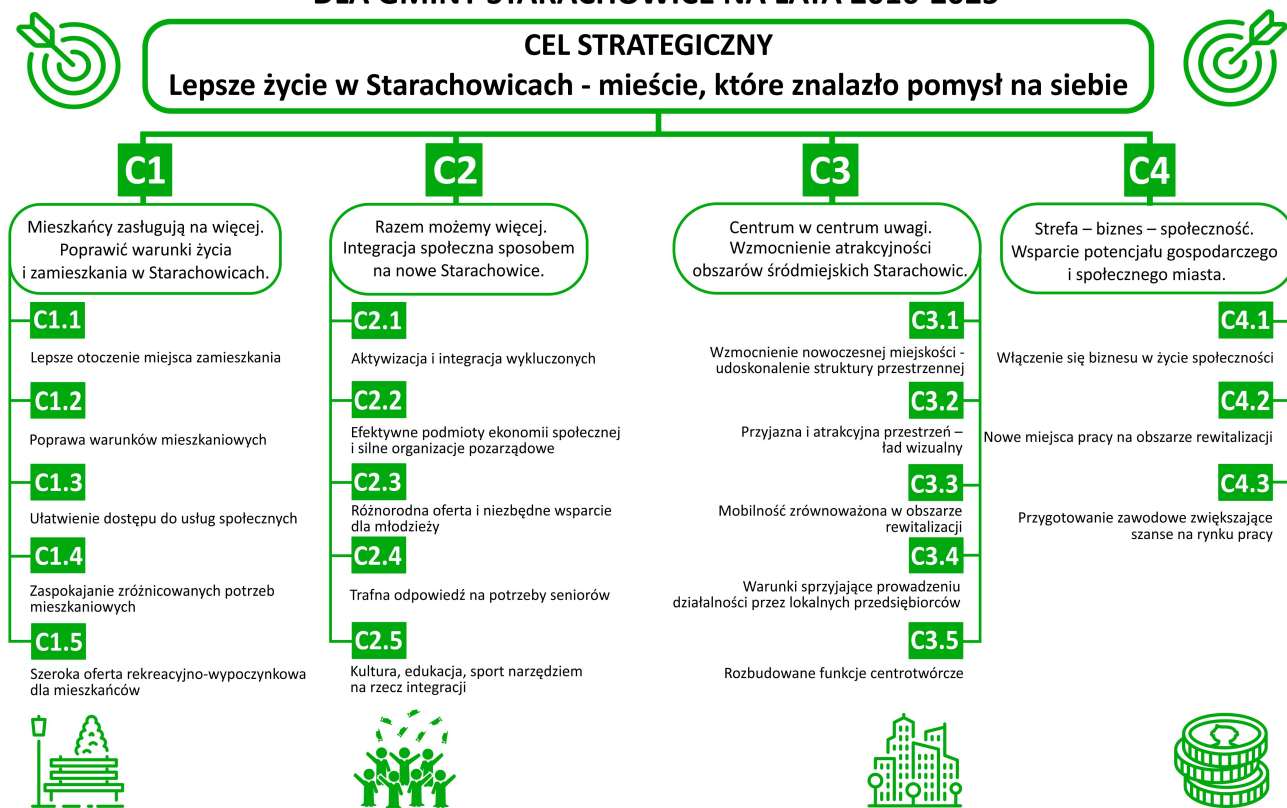 DLA GMINY STARACHOWICE NA LATA 2016-2023
CEL STRATEGICZNY
Lepsze życie w Starachowicach - mieście, które znalazło pomysł na siebie
C1
Mieszkańcy zasługują na więcej.
Poprawić warunki życia
i zamieszkania w Starachowicach.
C1.1
Lepsze otoczenie miejsca zamieszkania
C1.2
Poprawa warunków mieszkaniowych
C1.3
Ułatwienie dostępu do usług społecznych
C1.4
Zaspokajanie zróżnicowanych potrzeb
mieszkaniowych
C1.5
Szeroka oferta rekreacyjno-wypoczynkowa
dla mieszkańców
C2
Razem możemy więcej.
Integracja społeczna sposobem
na nowe Starachowice.
C2.1
Aktywizacja i integracja wykluczonych
C2.2
Efektywne podmioty ekonomii społecznej
i silne organizacje pozarządowe
C2.3
Różnorodna oferta i niezbędne wsparcie
dla młodzieży
C2.4
Trafna odpowiedź na potrzeby seniorów
C2.5
Kultura, edukacja, sport narzędziem
na rzecz integracji
C3
Centrum w centrum uwagi.
Wzmocnienie atrakcyjności
obszarów śródmiejskich Starachowic.
C3.1
Wzmocnienie nowoczesnej miejskości -
udoskonalenie struktury przestrzennej
C3.2
Przyjazna i atrakcyjna przestrzeń –
ład wizualny
C3.3
Mobilność zrównoważona w obszarze
rewitalizacji
C3.4
Warunki sprzyjające prowadzeniu
działalności przez lokalnych przedsiębiorców
C3.5
Rozbudowane funkcje centrotwórcze
C4
Strefa – biznes – społeczność.
Wsparcie potencjału gospodarczego
i społecznego miasta.
C4.1
Włączenie się biznesu w życie społeczności
C4.2
Nowe miejsca pracy na obszarze rewitalizacji
C4.3
Przygotowanie zawodowe zwiększające
szanse na rynku pracy